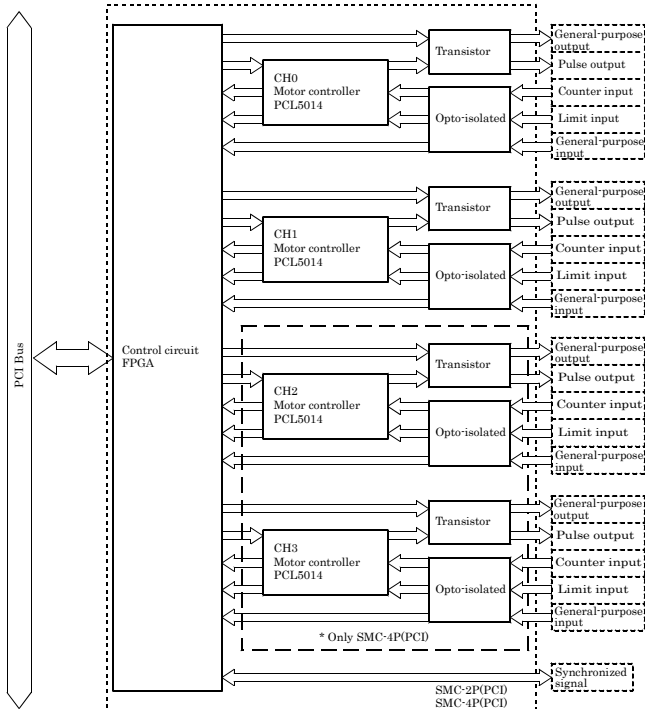 PCI Bus
Control circuit
FPGA
CH0
Motor controller
PCL5014
Transistor
Opto-isolated
General-purpose
output
Pulse output
Counter input
Limit input
General-purpose
input
CH1
Motor controller
PCL5014
Transistor
Opto-isolated
General-purpose
output
Pulse output
Counter input
Limit input
General-purpose
input
CH2
Motor controller
PCL5014
Transistor
Opto-isolated
General-purpose
output
Pulse output
Counter input
Limit input
General-purpose
input
CH3
Motor controller
PCL5014
Transistor
Opto-isolated
General-purpose
output
Pulse output
Counter input
Limit input
General-purpose
input
* Only SMC-4P(PCI)
Synchronized
signal
SMC-2P(PCI)
SMC-4P(PCI)